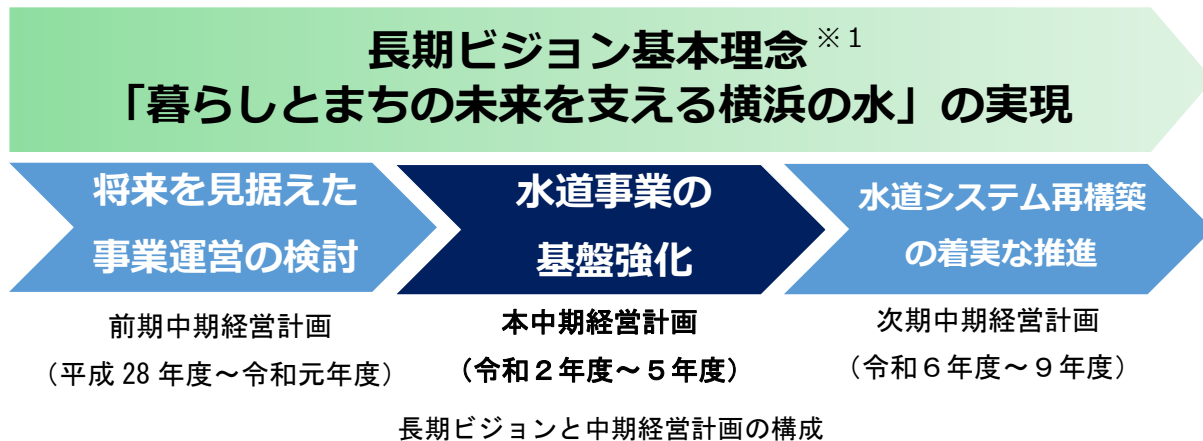 長期ビジョン基本理念※1
「暮らしとまちの未来を支える横浜の水」の実現
将来を見据えた
事業運営の検討
水道事業の
基盤強化
水道システム再構築
の着実な推進
前期中期経営計画
（平成 28 年度～令和元年度）
本中期経営計画
（令和２年度～５年度）
次期中期経営計画
（令和６年度～９年度）
長期ビジョンと中期経営計画の構成